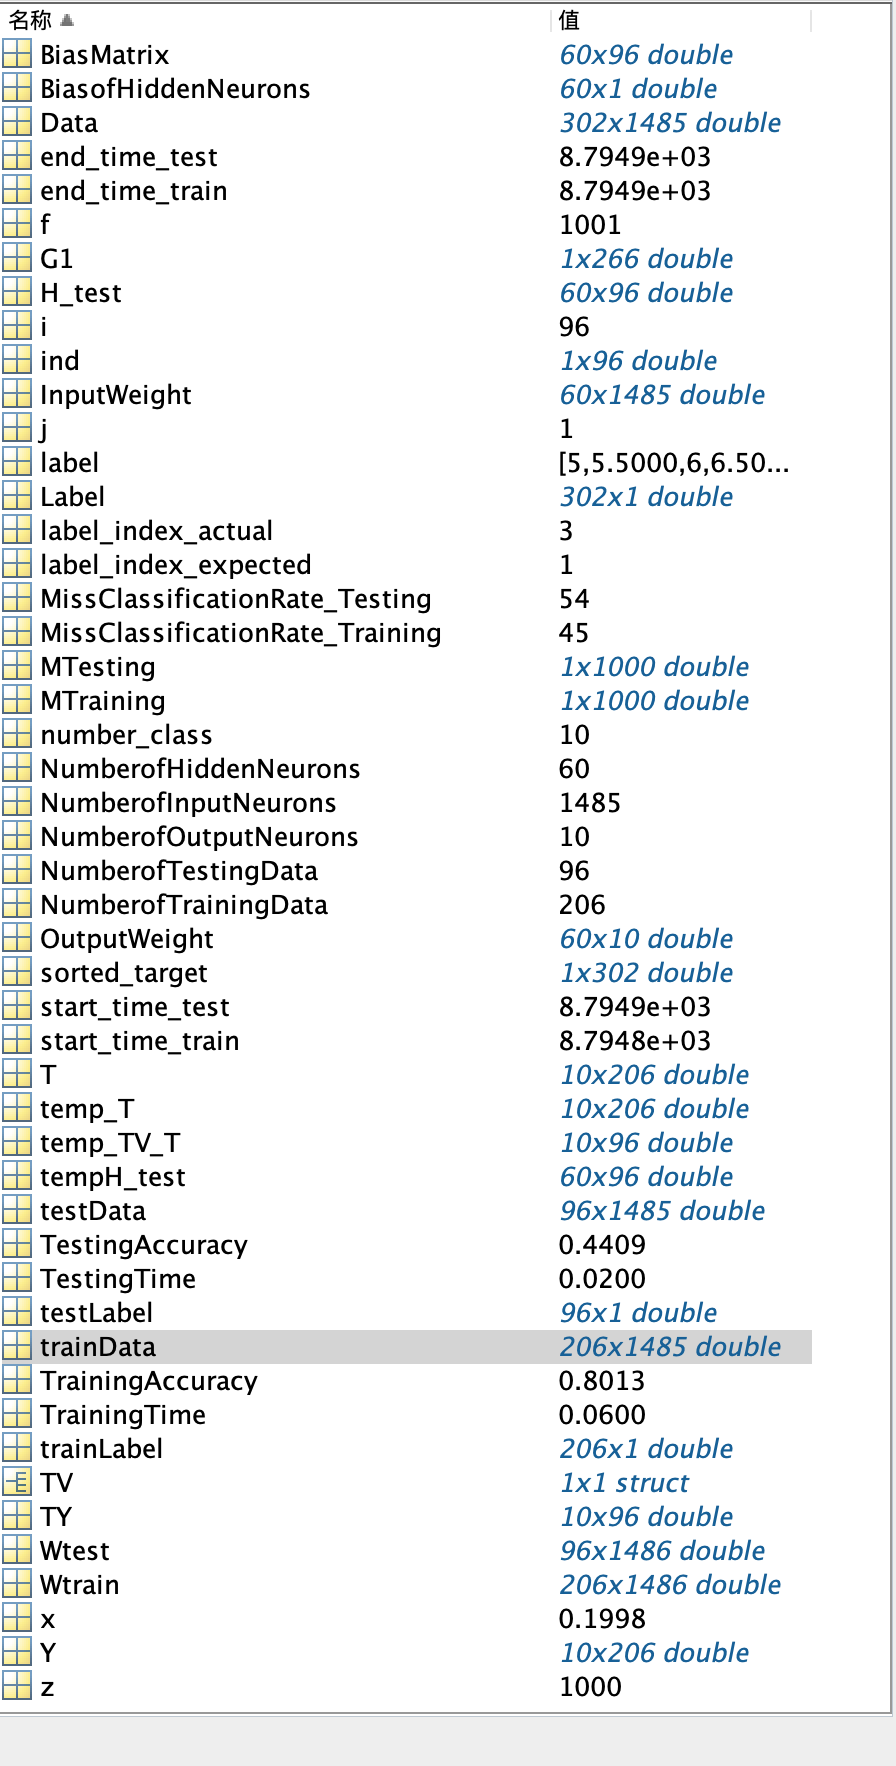 名称 值
BiasMatrix 60x96 double
BiasofHiddenNeurons 60x1 double
Data 302x1485 double
end_time_test 8.7949e+03
end_time_train 8.7949e+03
f 1001
G1 1x266 double
H_test 60x96 double
i 96
ind 1x96 double
InputWeight 60x1485 double
j 1
label [5,5.5000,6,6.50...
Label 302x1 double
label_index_actual 3
label_index_expected 1
MissClassificationRate_Testing 54
MissClassificationRate_Training 45
MTesting 1x1000 double
MTraining 1x1000 double
number_class 10
NumberofHiddenNeurons 60
NumberofInputNeurons 1485
NumberofOutputNeurons 10
NumberofTestingData 96
NumberofTrainingData 206
OutputWeight 60x10 double
sorted_target 1x302 double
start_time_test 8.7949e+03
start_time_train 8.7948e+03
T 10x206 double
temp_T 10x206 double
temp_TV_T 10x96 double
tempH_test 60x96 double
testData 96x1485 double
TestingAccuracy 0.4409
TestingTime 0.0200
testLabel 96x1 double
trainData 206x1485 double
TrainingAccuracy 0.8013
TrainingTime 0.0600
trainLabel 206x1 double
TV 1x1 struct
TY 10x96 double
Wtest 96x1486 double
Wtrain 206x1486 double
x 0.1998
Y 10x206 double
z 1000